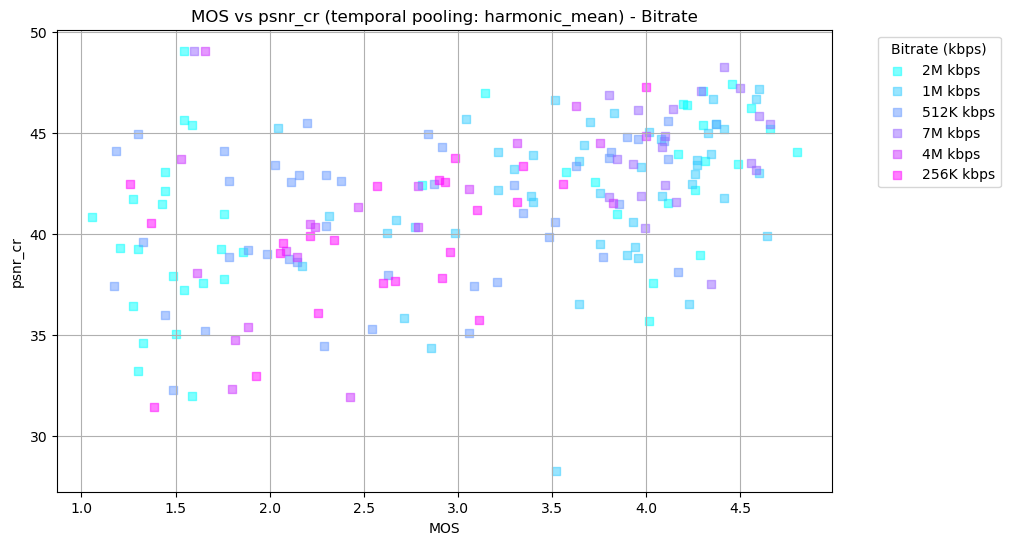 MOS vs psnr_cr (temporal pooling: harmonic_mean) - Bitrate
psnr_cr
50
45
40
35
30
1.0 1.5 2.0 2.5 3.0 3.5 4.0 4.5
MOS
Bitrate (kbps)
2M kbps
1M kbps
512K kbps
7M kbps
4M kbps
256K kbps